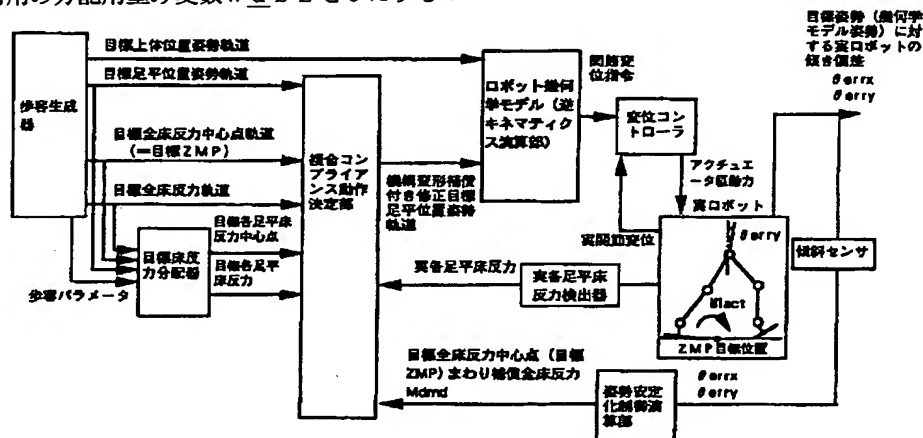 目標上体位置姿勢軌道
目標足平位置姿勢軌道
歩容生成
器
目標全床反力中心点軌道
(=目標ZMP)
目標全床反力軌道
目標床反
力分配器
目標各足平床
反力中心点
目標各足平
床反力
歩容パラメータ
複合コン
プライア
ンス動作
決定部
機構変形補償
付き修正目標
足平位置姿勢
軌道
ロボット幾何
学モデル(逆
キネマティク
ス演算部)
関節変
位指令
変位コント
ローラ
アクチュエ
ータ駆動力
実ロボット
実関節変位
θerry
Mact
ZMP目標位置
傾斜センサ
目標姿勢(幾何学
モデル姿勢)に対
する実ロボットの
傾き偏差
θerrx
θerry
実各足平床反力
実各足平床
反力検出器
目標全床反力中心点(目標
ZMP)まわり補償全床反力
Mdmd
姿勢安定
化制御演
算部
θerrx
θerry